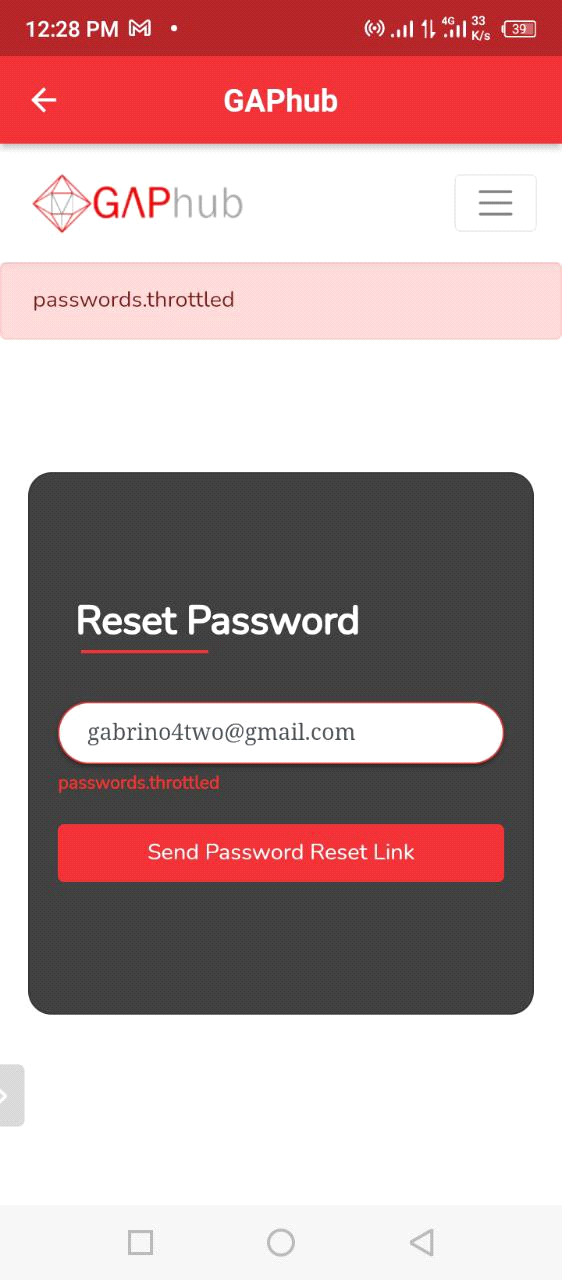 12:28 PM
4G 33 K/s 39
GAPhub
GAPhub
passwords.throttled
Reset Password
gabrino4two@gmail.com
passwords.throttled
Send Password Reset Link